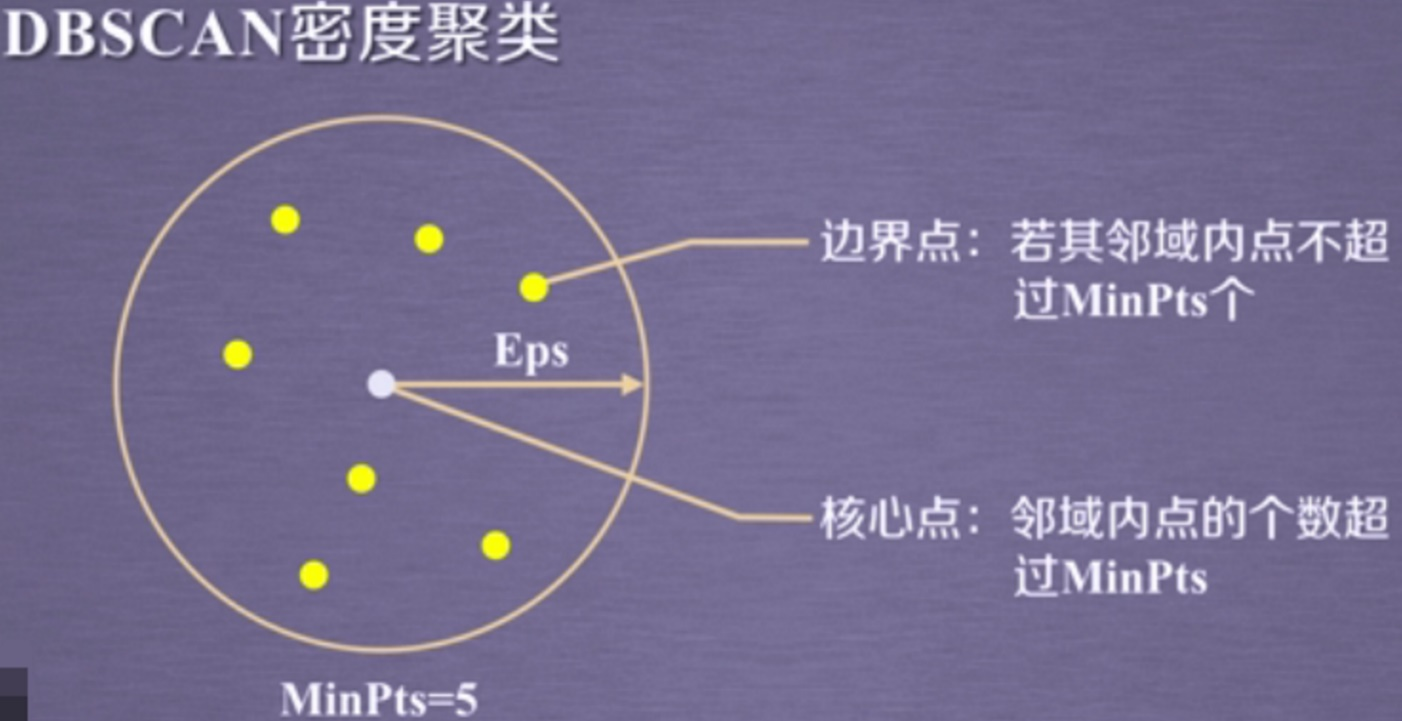 DBSCAN密度聚类
边界点：若其邻域内点不超
过MinPts个
Eps
核心点：邻域内点的个数超
过MinPts
MinPts=5